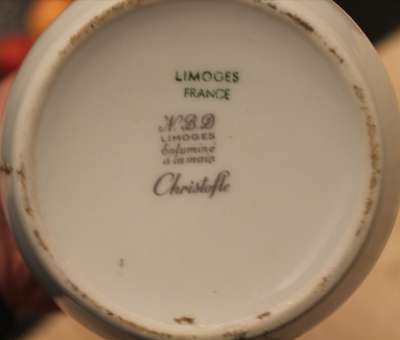 LIMOGES
FRANCE
N.B.D
LIMOGES
Enluminé
à la main
Christofle